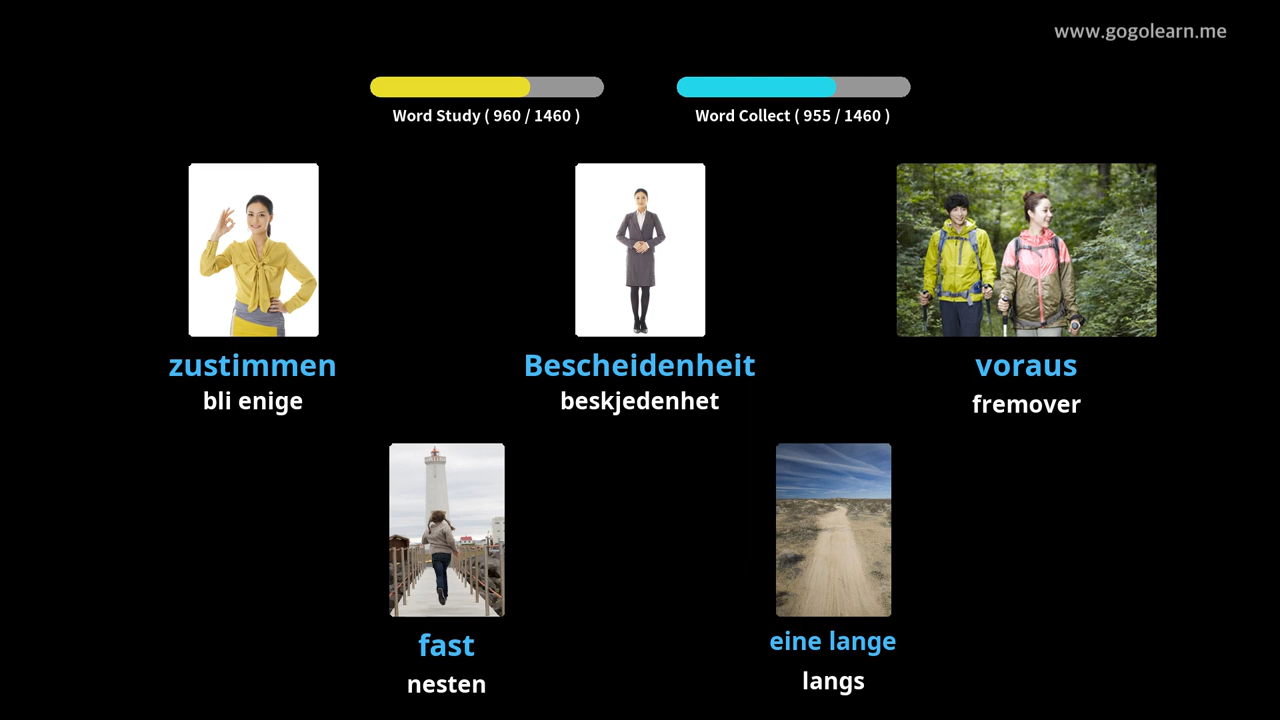 www.gogolearn.me
Word Study ( 960 / 1460 )
Word Collect ( 955 / 1460 )
zustimmen
bli enige
Bescheidenheit
beskjedenhet
voraus
fremover
fast
nesten
eine lange
langs